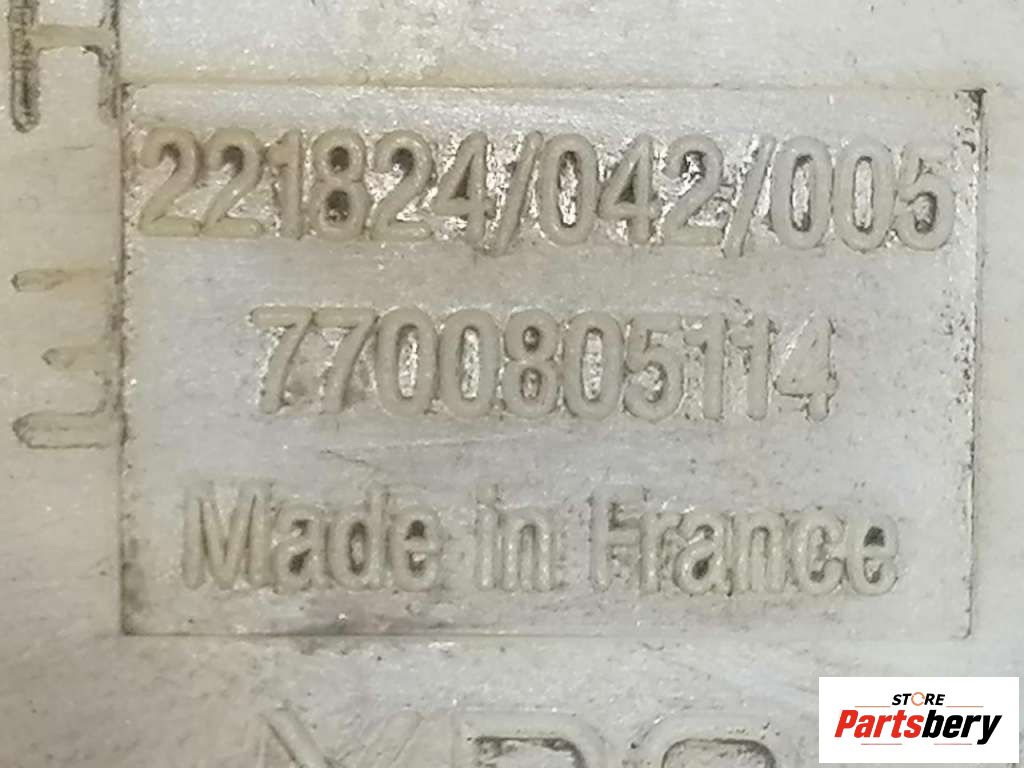 221824/042/005
7700805114
Made in France
STORE
Partsbery